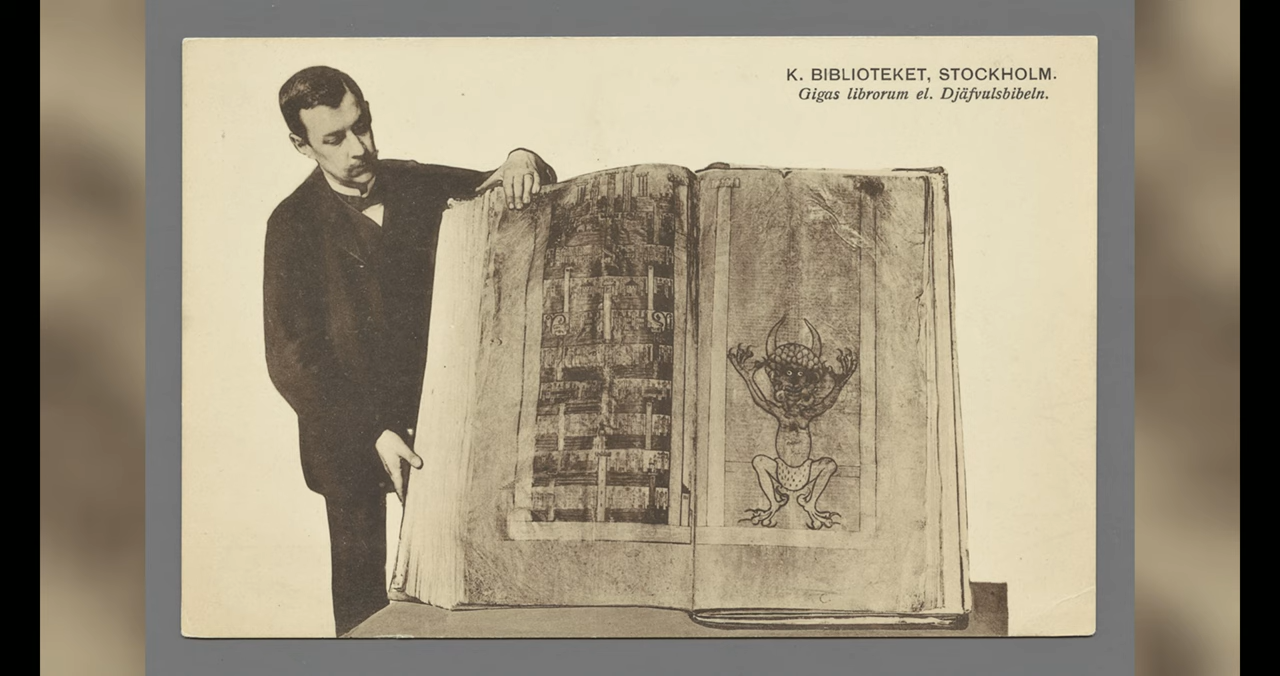 K. BIBLIOTEKET, STOCKHOLM.
Gigas librorum el. Djäfvulsbibeln.